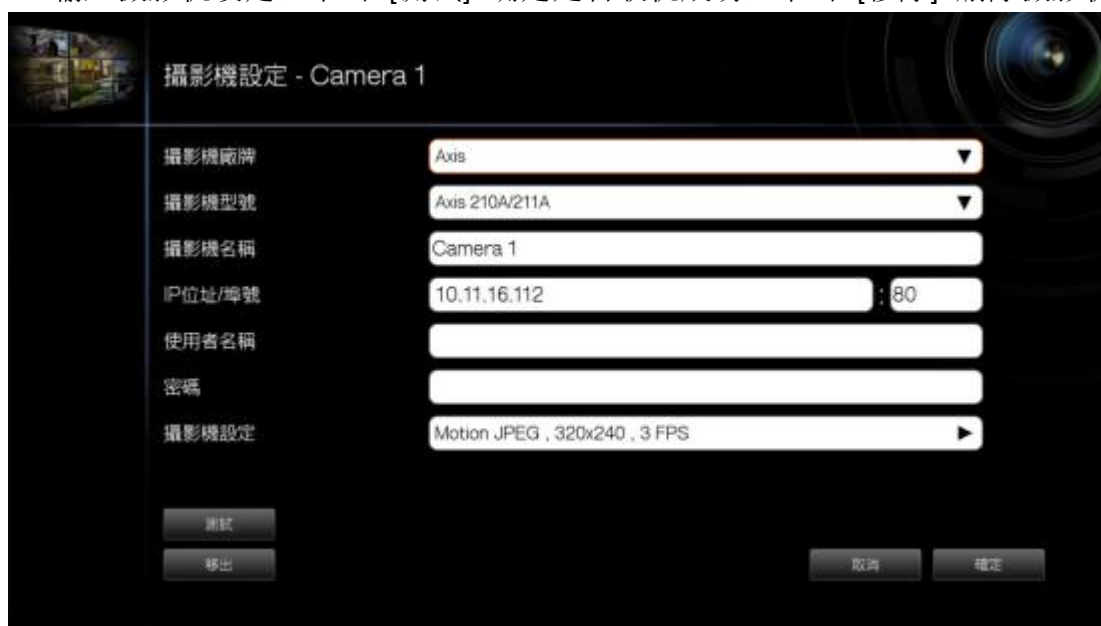 攝影機設定 - Camera 1
攝影機廠牌 Axis
攝影機型號 Axis 210A/211A
攝影機名稱 Camera 1
IP位址/埠號 10.11.16.112 : 80
使用者名稱
密碼
攝影機設定 Motion JPEG , 320x240 , 3 FPS
測試
移出 取消 確定